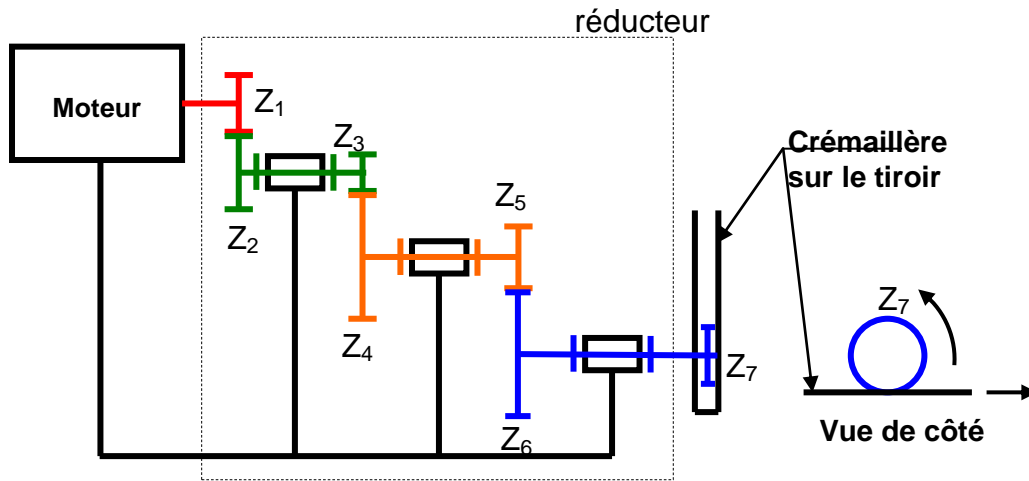 réducteur
Moteur
Z1
Z3
Z2
Crémaillère
sur le tiroir
Z5
Z4
Z7
Z7
Z6
Vue de côté